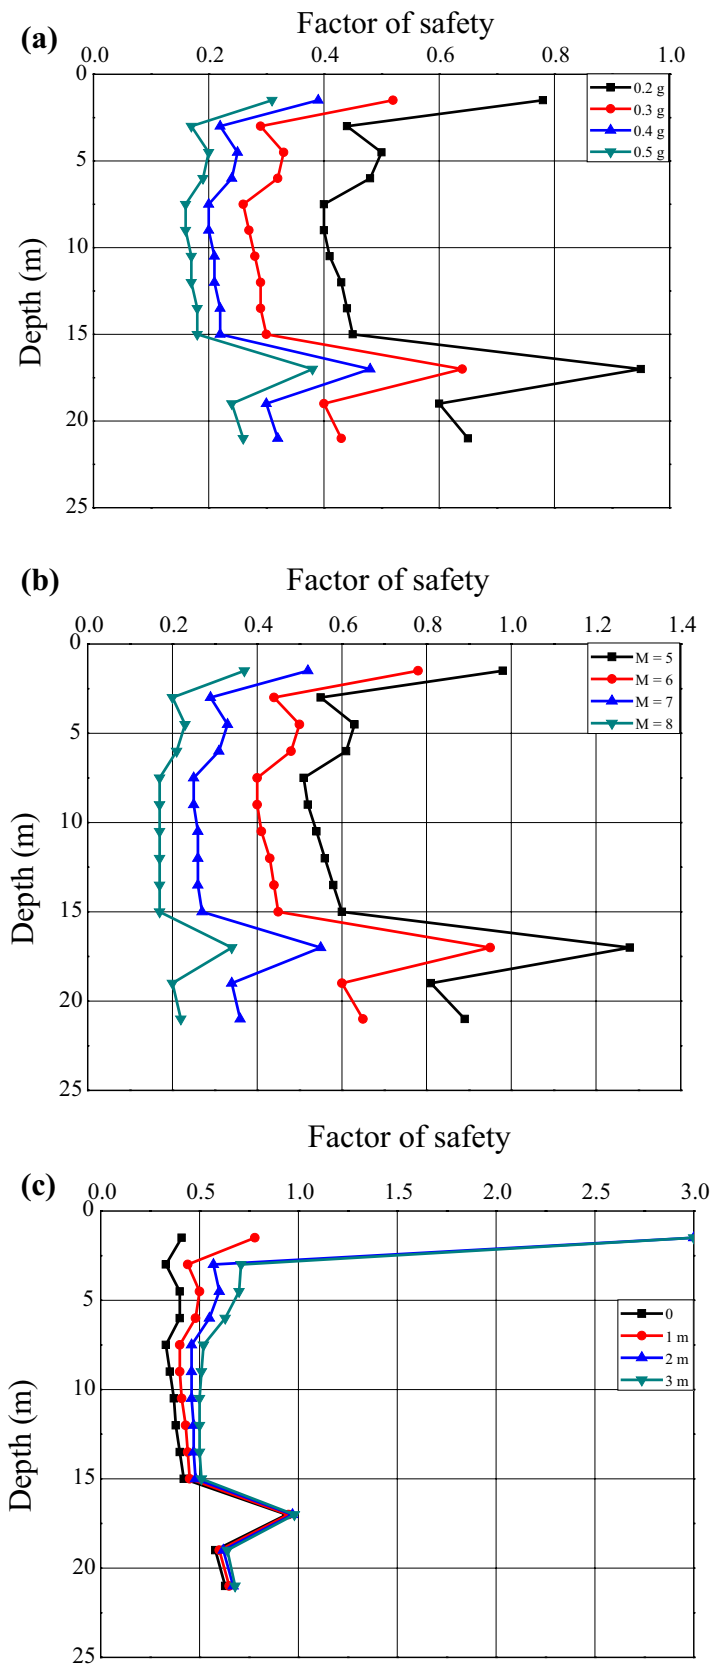 (a)
Factor of safety
0.0 0.2 0.4 0.6 0.8 1.0
0
5
10
15
20
25
Depth (m)
0.2 g
0.3 g
0.4 g
0.5 g
(b)
Factor of safety
0.0 0.2 0.4 0.6 0.8 1.0 1.2 1.4
0
5
10
15
20
25
Depth (m)
M = 5
M = 6
M = 7
M = 8
Factor of safety
(c)
0.0 0.5 1.0 1.5 2.0 2.5 3.0
0
5
10
15
20
25
Depth (m)
0
1 m
2 m
3 m